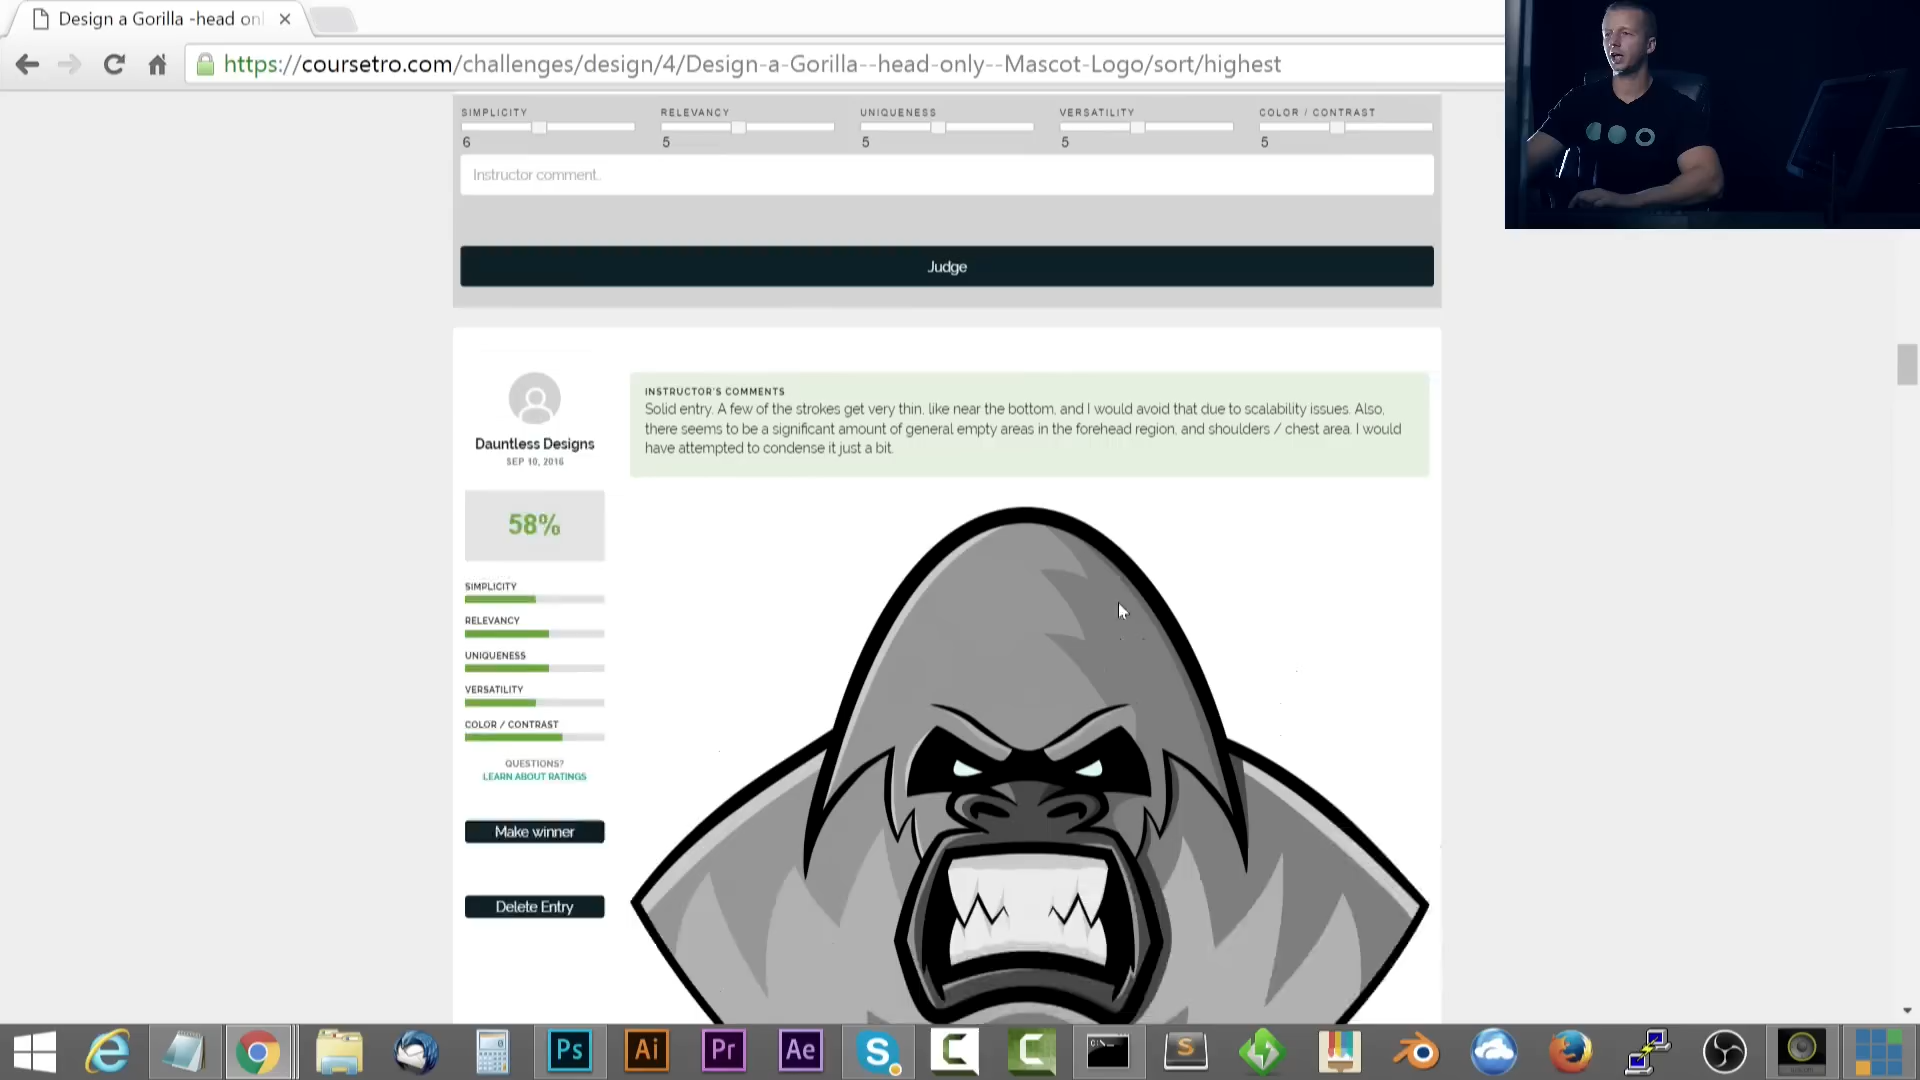 Design a Gorilla -head onl
https://coursetro.com/challenges/design/4/Design-a-Gorilla--head-only--Mascot-Logo/sort/highest
SIMPLICITY RELEVANCY UNIQUENESS VERSATILITY COLOR / CONTRAST
6 5 5 5 5
Instructor comment.
Judge
INSTRUCTOR'S COMMENTS
Solid entry. A few of the strokes get very thin, like near the bottom, and I would avoid that due to scalability issues. Also,
there seems to be a significant amount of general empty areas in the forehead region, and shoulders / chest area. I would
have attempted to condense it just a bit.
Dauntless Designs
SEP 10, 2016
58%
SIMPLICITY
RELEVANCY
UNIQUENESS
VERSATILITY
COLOR / CONTRAST
QUESTIONS?
LEARN ABOUT RATINGS
Make winner
Delete Entry
Ps Ai Pr Ae S C C C:\_ S